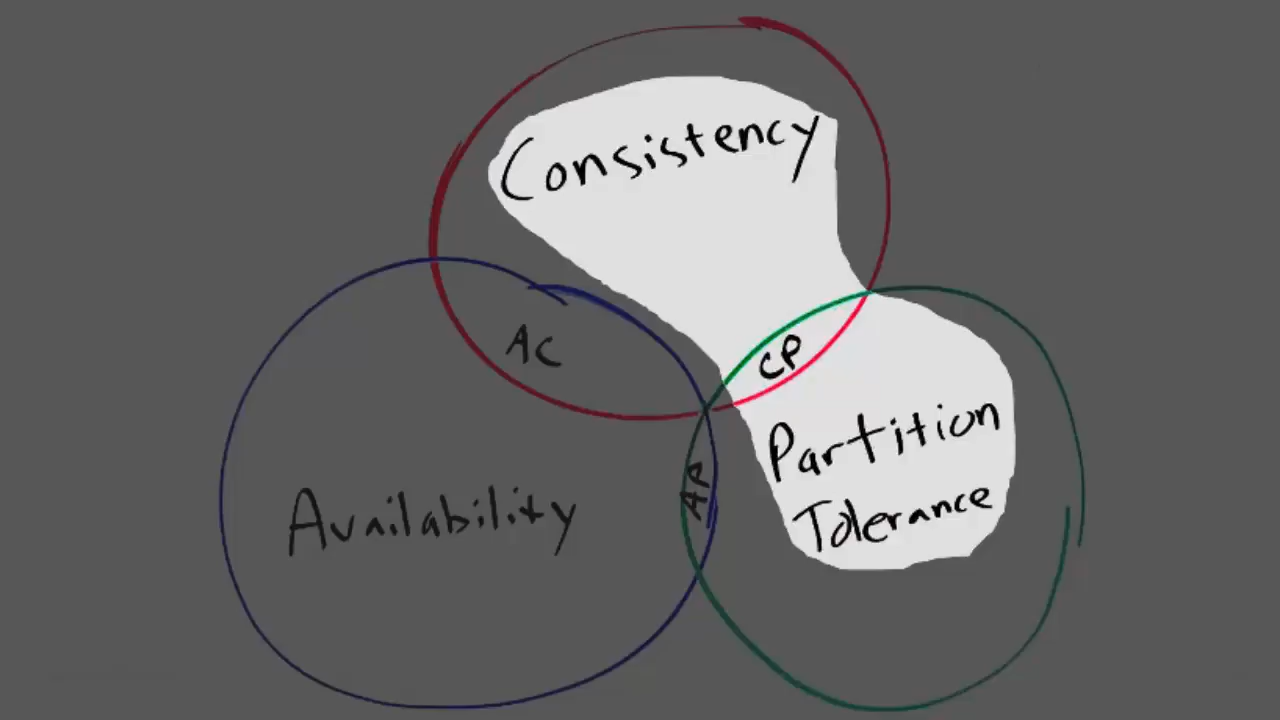 Consistency
AC
CP
Partition
Tolerance
AP
Availability